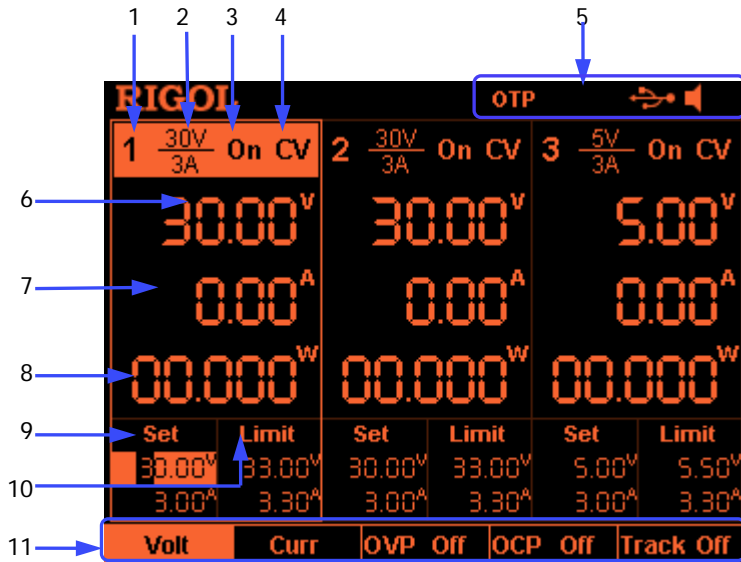 1 2 3 4 5
RIGOL OTP
1 30V/3A On CV 2 30V/3A On CV 3 5V/3A On CV
6 30.00V 30.00V 5.00V
7 0.00A 0.00A 0.00A
8 00.000W 00.000W 00.000W
9 Set Limit Set Limit Set Limit
30.00V 33.00V 30.00V 33.00V 5.00V 5.50V
10
3.00A 3.30A 3.00A 3.30A 3.00A 3.30A
11 Volt Curr OVP Off OCP Off Track Off